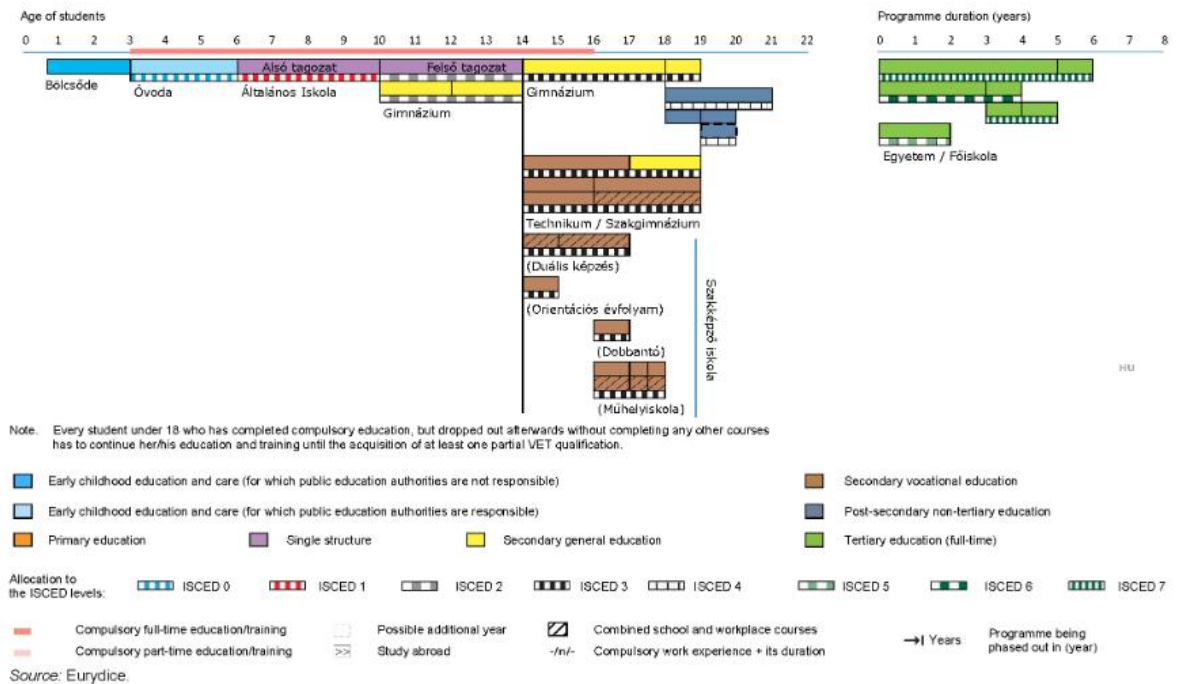 Age of students
Programme duration (years)
0 1 2 3 4 5 6 7 8 9 10 11 12 13 14 15 16 17 18 19 20 21 22
0 1 2 3 4 5 6 7 8
Alsó tagozat
Felső tagozat
Bölcsőde
Óvoda
Általános Iskola
Gimnázium
Gimnázium
Egyetem / Főiskola
Technikum / Szakgimnázium
(Duális képzés)
(Orientációs évfolyam)
(Dobbantó)
(Műhelyiskola)
Szakképző iskola
HU
Note. Every student under 18 who has completed compulsory education, but dropped out afterwards without completing any other courses
has to continue her/his education and training until the acquisition of at least one partial VET qualification.
Early childhood education and care (for which public education authorities are not responsible)
Secondary vocational education
Early childhood education and care (for which public education authorities are responsible)
Post-secondary non-tertiary education
Primary education
Single structure
Secondary general education
Tertiary education (full-time)
Allocation to
the ISCED levels:
ISCED 0
ISCED 1
ISCED 2
ISCED 3
ISCED 4
ISCED 5
ISCED 6
ISCED 7
Compulsory full-time education/training
Possible additional year
Combined school and workplace courses
Years
Programme being
phased out in (year)
Compulsory part-time education/training
>> Study abroad
-/n/- Compulsory work experience + its duration
Source: Eurydice.